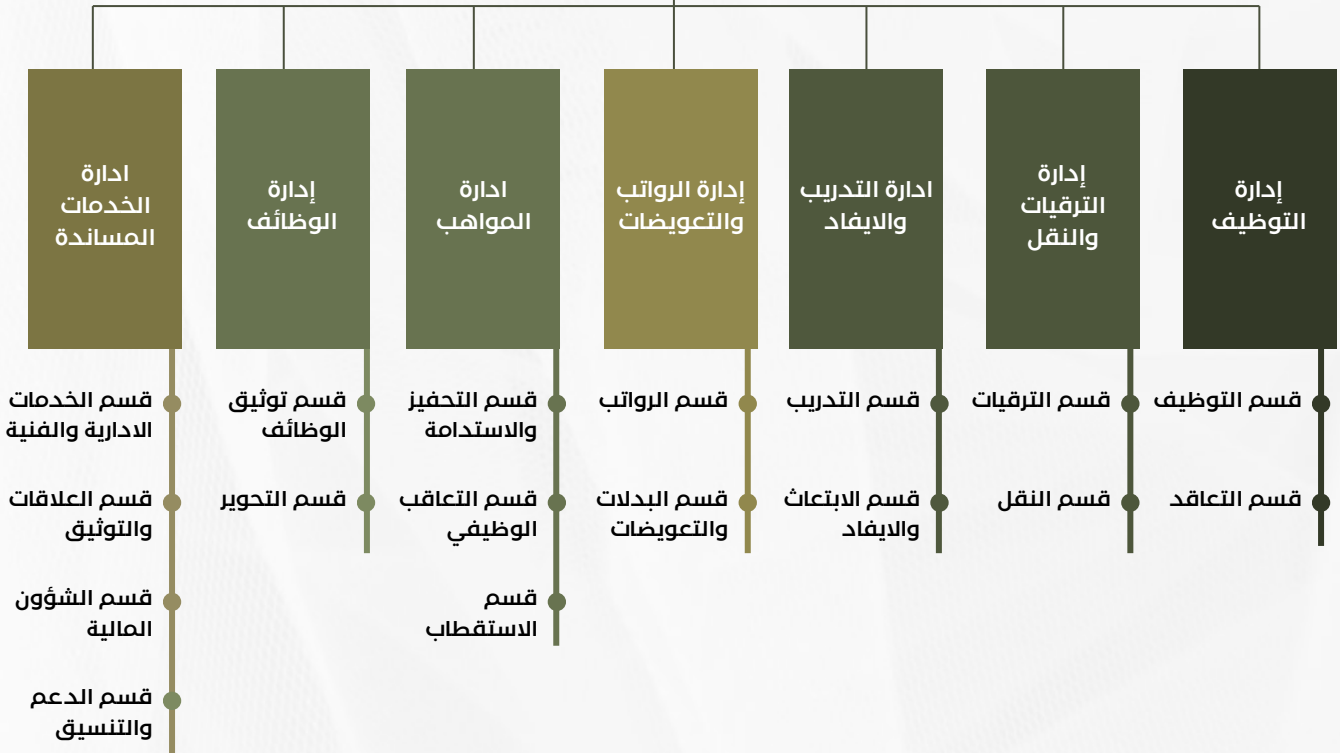 إدارة
التوظيف
إدارة
الترقيات
والنقل
ادارة التدريب
والايفاد
إدارة الرواتب
والتعويضات
ادارة
المواهب
إدارة
الوظائف
ادارة
الخدمات
المساندة
قسم التوظيف
قسم التعاقد
قسم الترقيات
قسم النقل
قسم التدريب
قسم الابتعاث
والايفاد
قسم الرواتب
قسم البدلات
والتعويضات
قسم التحفيز
والاستدامة
قسم التعاقب
الوظيفي
قسم
الاستقطاب
قسم توثيق
الوظائف
قسم التحوير
قسم الخدمات
الادارية والفنية
قسم العلاقات
والتوثيق
قسم الشؤون
المالية
قسم الدعم
والتنسيق